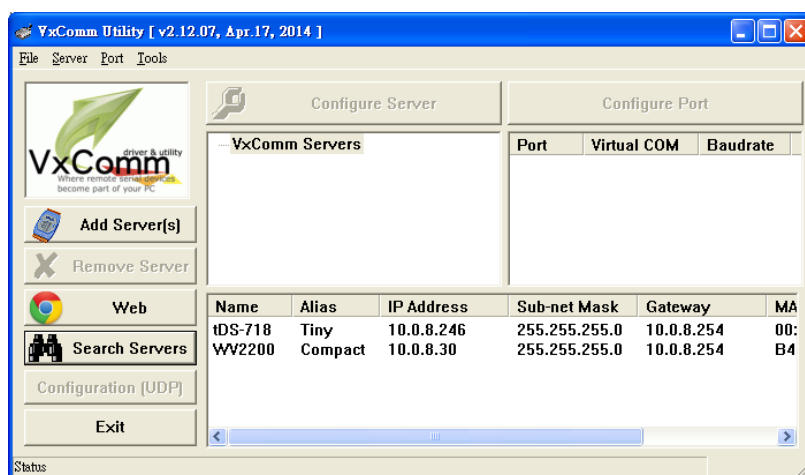 VxComm Utility [ v2.12.07, Apr.17, 2014 ]
File Server Port Tools
driver & utility
VxComm
Where remote serial devices
become part of your PC
Configure Server
Configure Port
VxComm Servers
Port Virtual COM Baudrate
Add Server(s)
Remove Server
Web
Search Servers
Configuration (UDP)
Exit
Name Alias IP Address Sub-net Mask Gateway MA
tDS-718 Tiny 10.0.8.246 255.255.255.0 10.0.8.254 00:
WV2200 Compact 10.0.8.30 255.255.255.0 10.0.8.254 B4
Status